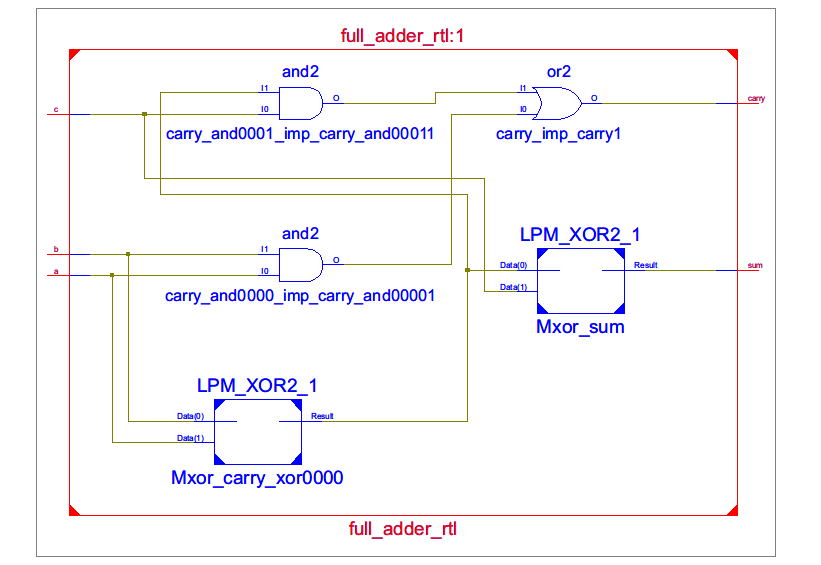 full_adder_rtl:1
and2
or2
I1
O
I1
O
carry
c
I0
I0
carry_and0001_imp_carry_and00011
carry_imp_carry1
and2
LPM_XOR2_1
b
I1
O
Data(0)
Result
sum
a
I0
Data(1)
carry_and0000_imp_carry_and00001
Mxor_sum
LPM_XOR2_1
Data(0)
Result
Data(1)
Mxor_carry_xor0000
full_adder_rtl